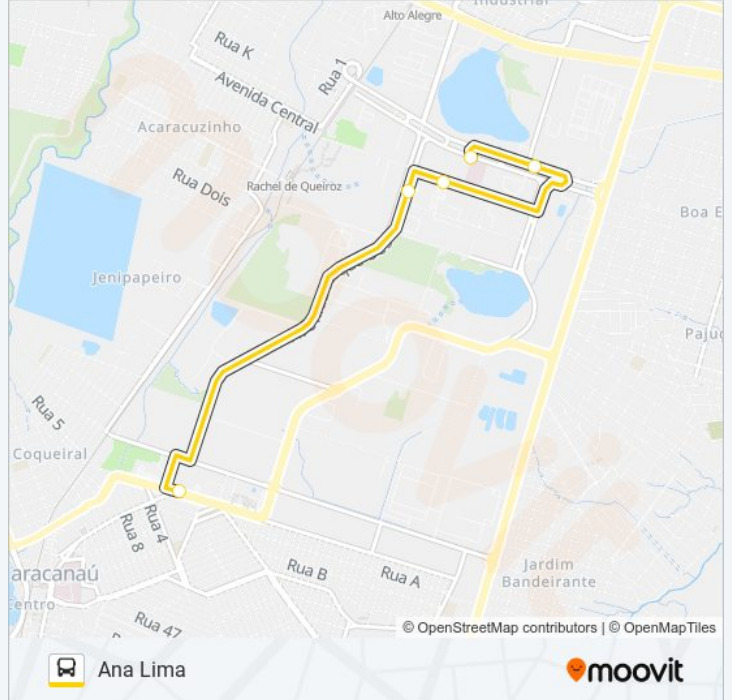 Industrial
Alto Alegre
Rua K
Rua 1
Avenida Central
Acaracuzinho
Rua Dois
Rachel de Queiroz
Boa E
Jenipapeiro
Pajuç
Rua 5
Coqueiral
Rua 4
Rua 8
Rua B
Rua A
Jardim
Bandeirante
aracanaú
entro
Rua 47
© OpenStreetMap contributors | © OpenMapTiles
Ana Lima
moovit